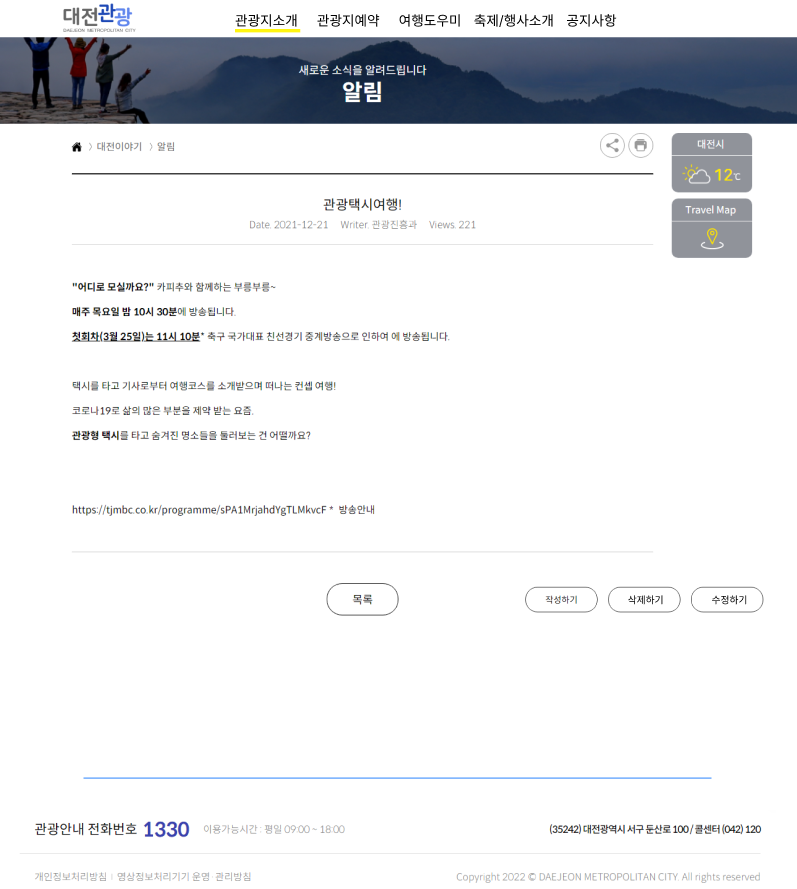 대전관광
DAEJEON METROPOLITAN CITY
관광지소개 관광지예약 여행도우미 축제/행사소개 공지사항
새로운 소식을 알려드립니다
알림
〉대전이야기 〉알림
대전시
12℃
Travel Map
관광택시여행!
Date. 2021-12-21 Writer. 관광진흥과 Views. 221
"어디로 모실까요?" 카피추와 함께하는 부릉부릉~
매주 목요일 밤 10시 30분에 방송됩니다.
첫회차(3월 25일)는 11시 10분* 축구 국가대표 친선경기 중계방송으로 인하여 에 방송됩니다.
택시를 타고 기사로부터 여행코스를 소개받으며 떠나는 컨셉 여행!
코로나19로 삶의 많은 부분을 제약 받는 요즘.
관광형 택시를 타고 숨겨진 명소들을 둘러보는 건 어떨까요?
https://tjmbc.co.kr/programme/sPA1MrjahdYgTLMkvcF * 방송안내
목록
작성하기 삭제하기 수정하기
관광안내 전화번호 1330 이용가능시간 : 평일 09:00 ~ 18:00
(35242) 대전광역시 서구 둔산로 100 / 콜센터 (042) 120
개인정보처리방침 | 영상정보처리기기 운영·관리방침
Copyright 2022 © DAEJEON METROPOLITAN CITY. All rights reserved